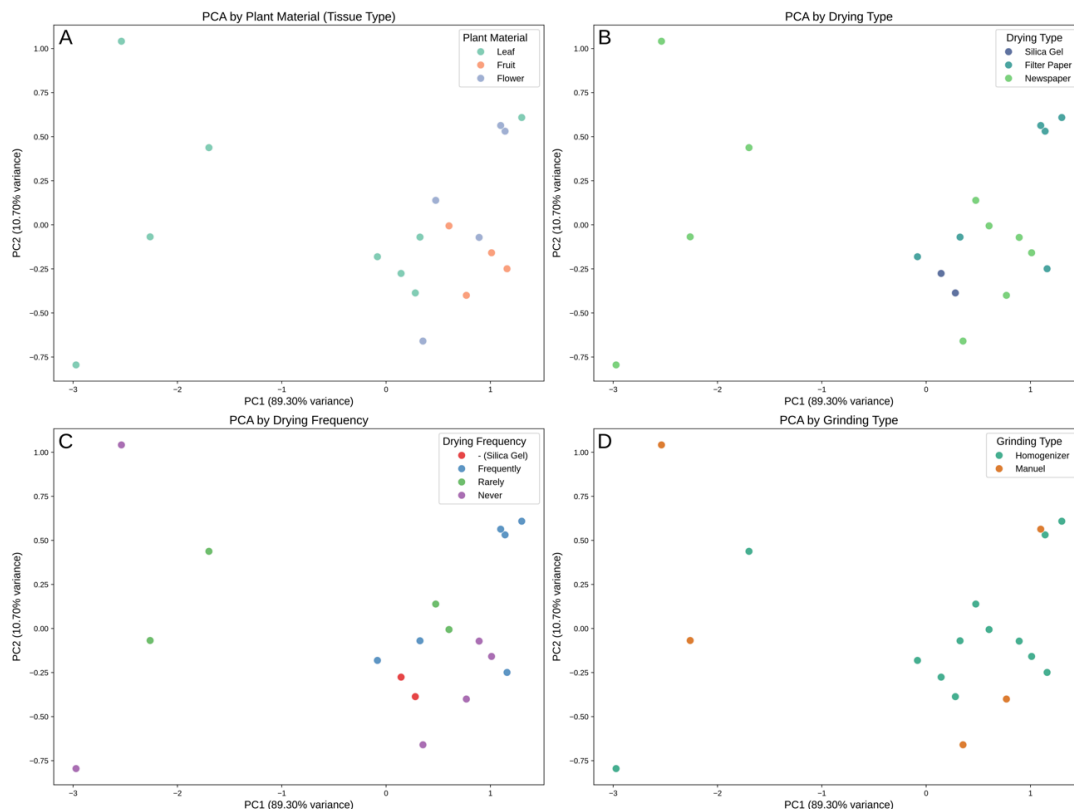 PCA by Plant Material (Tissue Type)
A
Plant Material
Leaf
Fruit
Flower
1.00
0.75
0.50
0.25
0.00
−0.25
−0.50
−0.75
PC2 (10.70% variance)
−3
−2
−1
0
1
PC1 (89.30% variance)
PCA by Drying Type
B
Drying Type
Silica Gel
Filter Paper
Newspaper
1.00
0.75
0.50
0.25
0.00
−0.25
−0.50
−0.75
PC2 (10.70% variance)
−3
−2
−1
0
1
PC1 (89.30% variance)
PCA by Drying Frequency
C
Drying Frequency
- (Silica Gel)
Frequently
Rarely
Never
1.00
0.75
0.50
0.25
0.00
−0.25
−0.50
−0.75
PC2 (10.70% variance)
−3
−2
−1
0
1
PC1 (89.30% variance)
PCA by Grinding Type
D
Grinding Type
Homogenizer
Manuel
1.00
0.75
0.50
0.25
0.00
−0.25
−0.50
−0.75
PC2 (10.70% variance)
−3
−2
−1
0
1
PC1 (89.30% variance)